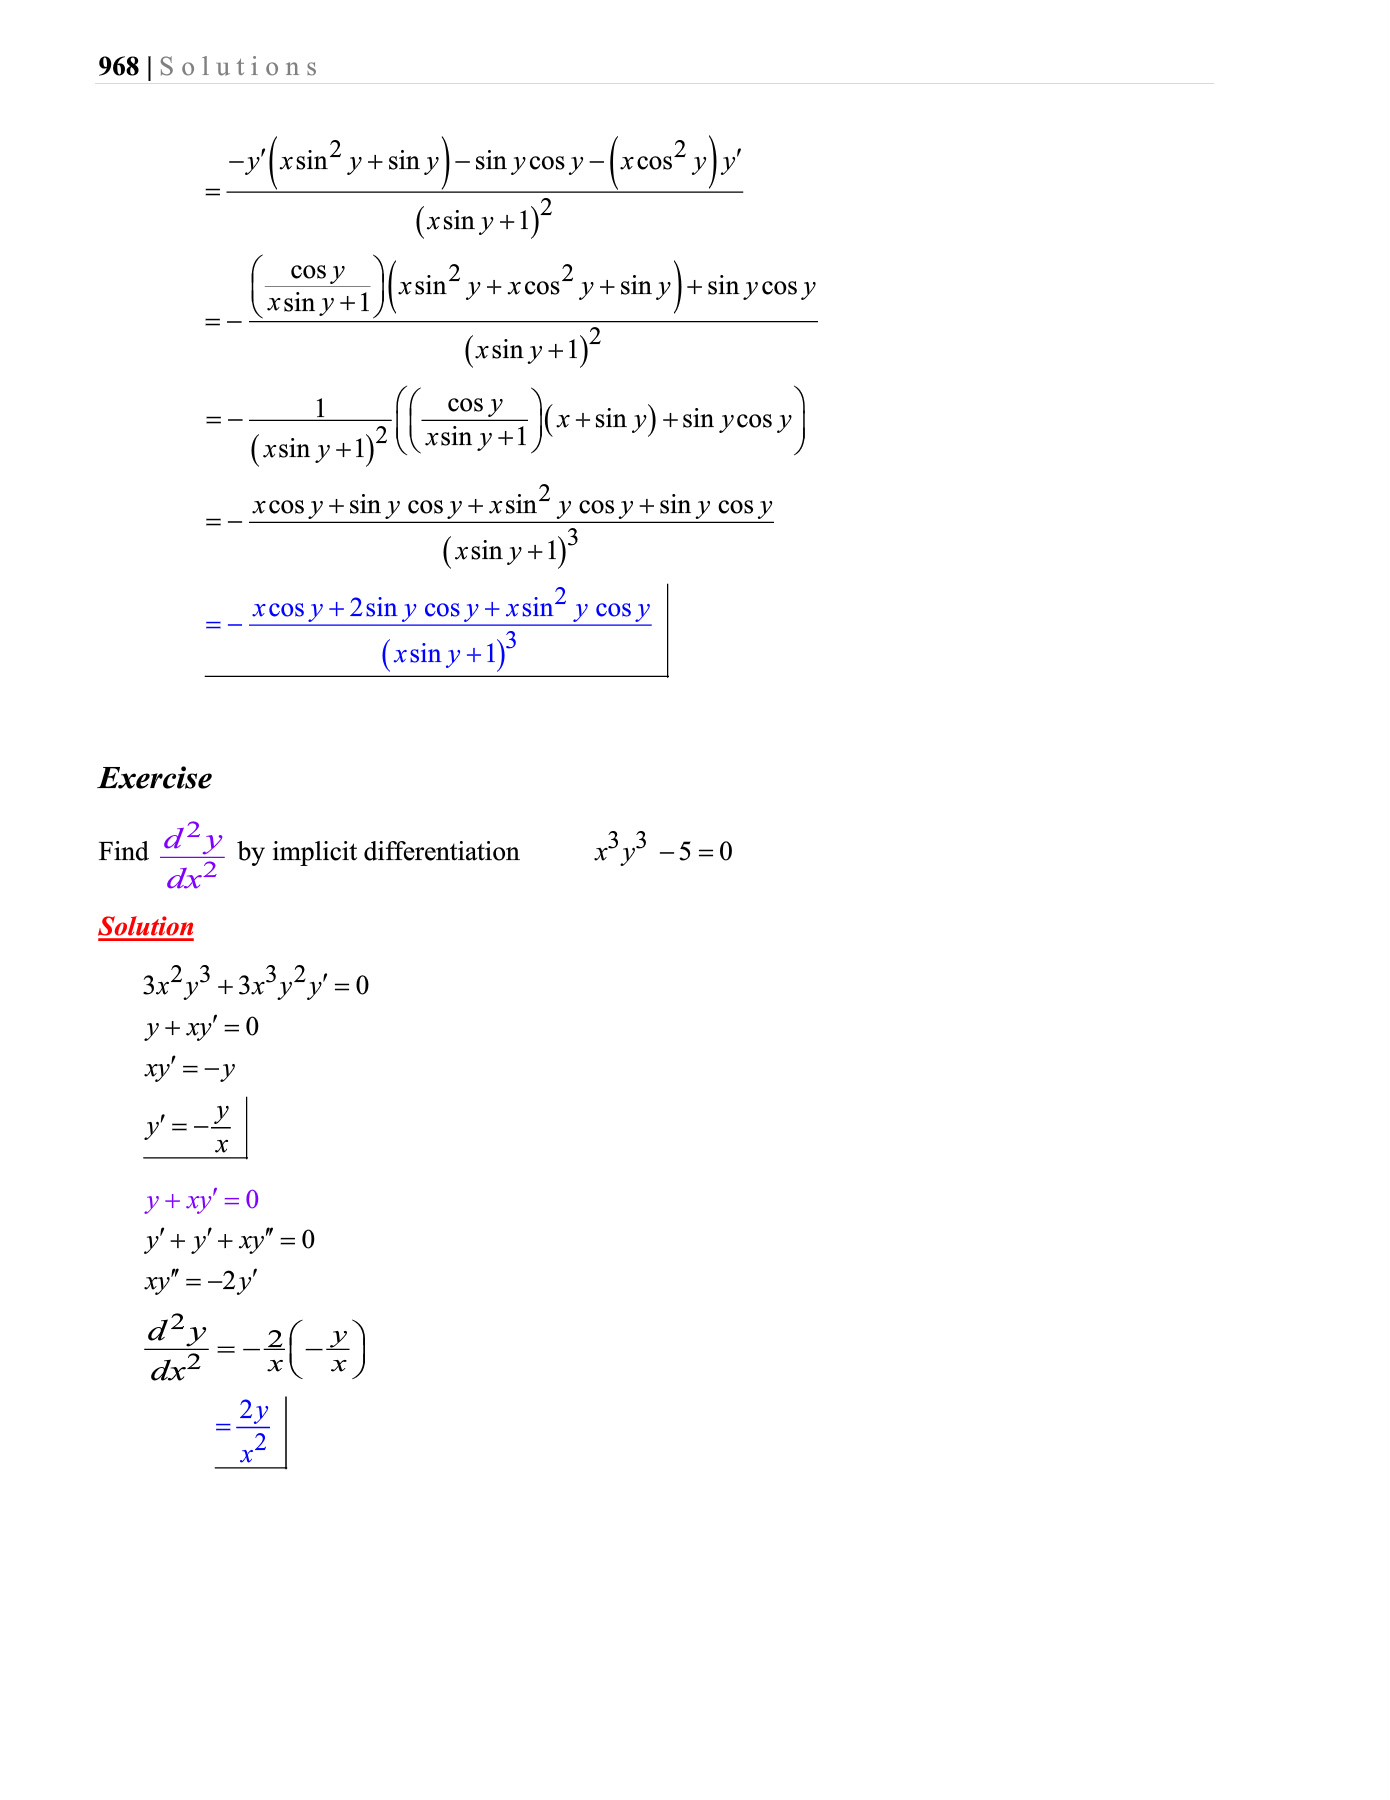 968 | Solutions
= \frac{-y'\left(x\sin^2 y + \sin y\right) - \sin y \cos y - \left(x\cos^2 y\right)y'}{(x\sin y + 1)^2}
= -\frac{\left(\frac{\cos y}{x\sin y + 1}\right)\left(x\sin^2 y + x\cos^2 y + \sin y\right) + \sin y \cos y}{(x\sin y + 1)^2}
= -\frac{1}{(x\sin y + 1)^2}\left(\left(\frac{\cos y}{x\sin y + 1}\right)(x + \sin y) + \sin y \cos y\right)
= -\frac{x\cos y + \sin y \cos y + x\sin^2 y \cos y + \sin y \cos y}{(x\sin y + 1)^3}
= -\frac{x\cos y + 2\sin y \cos y + x\sin^2 y \cos y}{(x\sin y + 1)^3}
Exercise
Find \frac{d^2y}{dx^2} by implicit differentiation x^3y^3 - 5 = 0
Solution
3x^2y^3 + 3x^3y^2y' = 0
y + xy' = 0
xy' = -y
y' = -\frac{y}{x}
y + xy' = 0
y' + y' + xy'' = 0
xy'' = -2y'
\frac{d^2y}{dx^2} = -\frac{2}{x}\left(-\frac{y}{x}\right)
= \frac{2y}{x^2}